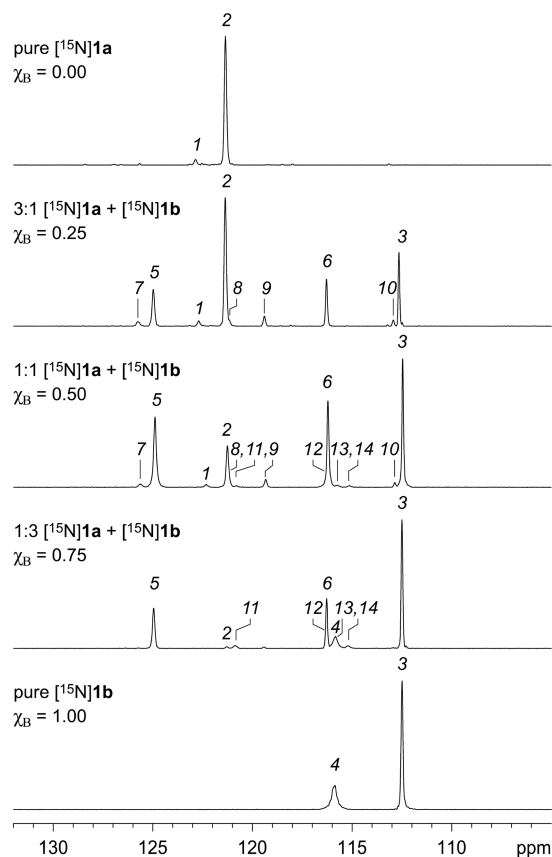 pure [¹⁵N]1a
χB = 0.00
1
2
3:1 [¹⁵N]1a + [¹⁵N]1b
χB = 0.25
7
5
1
2
8
9
6
10
3
1:1 [¹⁵N]1a + [¹⁵N]1b
χB = 0.50
7
5
1
2
8,11,9
12
6
13,14
10
3
1:3 [¹⁵N]1a + [¹⁵N]1b
χB = 0.75
5
2
11
12
6
4
13,14
3
pure [¹⁵N]1b
χB = 1.00
4
3
130 125 120 115 110 ppm